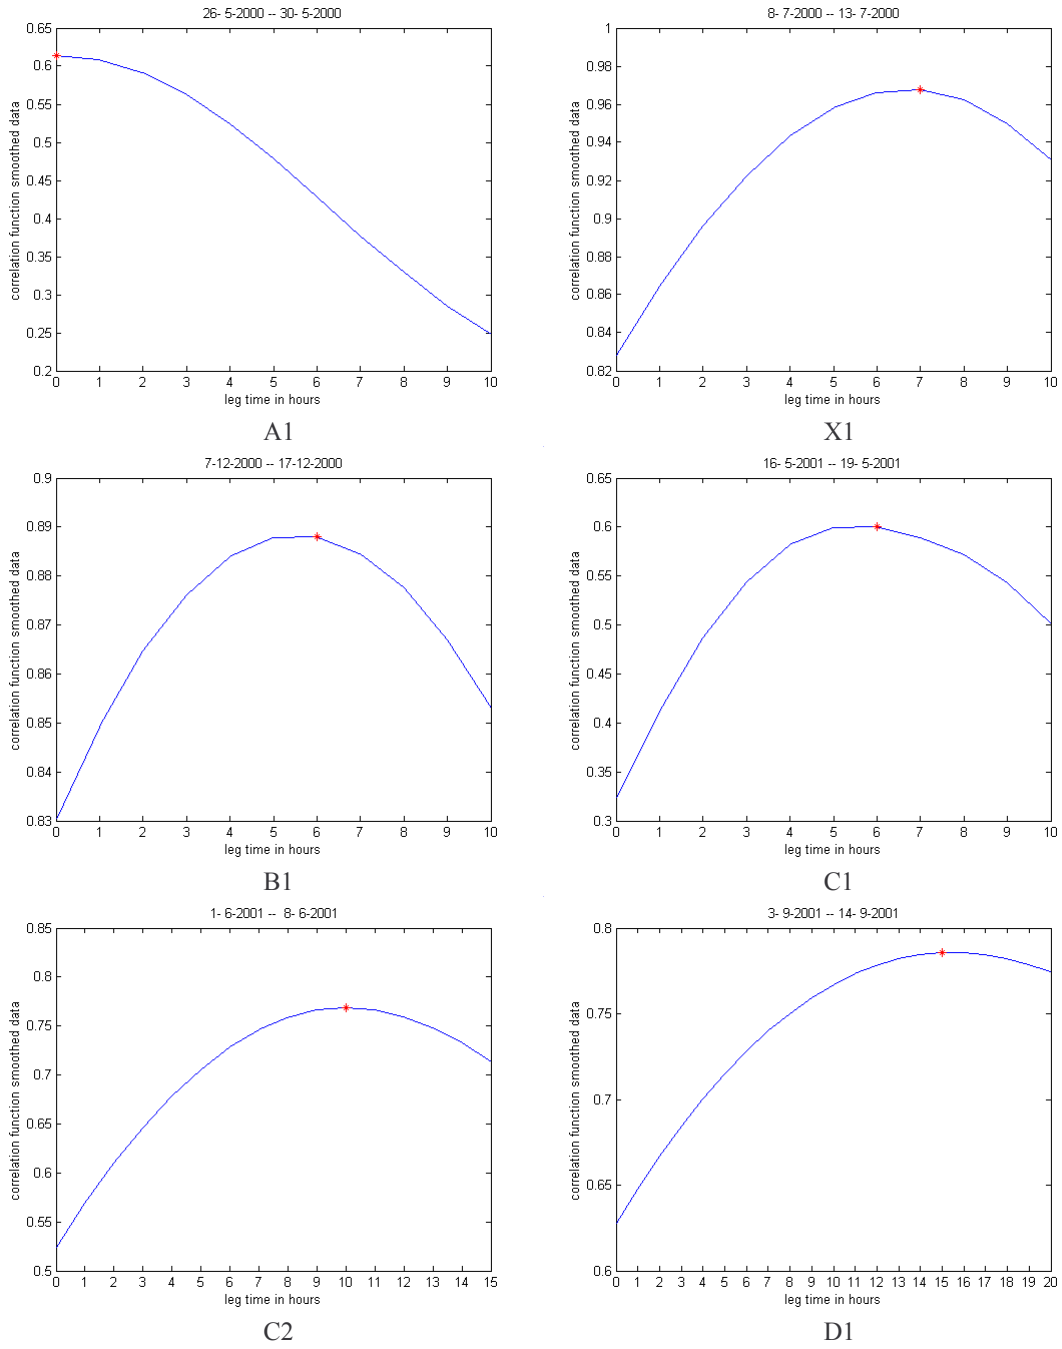 26- 5-2000 -- 30- 5-2000
0.65
0.6
0.55
0.5
0.45
0.4
0.35
0.3
0.25
0.2
correlation function smoothed data
0 1 2 3 4 5 6 7 8 9 10
leg time in hours
A1
8- 7-2000 -- 13- 7-2000
1
0.98
0.96
0.94
0.92
0.9
0.88
0.86
0.84
0.82
correlation function smoothed data
0 1 2 3 4 5 6 7 8 9 10
leg time in hours
X1
7-12-2000 -- 17-12-2000
0.9
0.89
0.88
0.87
0.86
0.85
0.84
0.83
correlation function smoothed data
0 1 2 3 4 5 6 7 8 9 10
leg time in hours
B1
16- 5-2001 -- 19- 5-2001
0.65
0.6
0.55
0.5
0.45
0.4
0.35
0.3
correlation function smoothed data
0 1 2 3 4 5 6 7 8 9 10
leg time in hours
C1
1- 6-2001 -- 8- 6-2001
0.85
0.8
0.75
0.7
0.65
0.6
0.55
0.5
correlation function smoothed data
0 1 2 3 4 5 6 7 8 9 10 11 12 13 14 15
leg time in hours
C2
3- 9-2001 -- 14- 9-2001
0.8
0.75
0.7
0.65
0.6
correlation function smoothed data
0 1 2 3 4 5 6 7 8 9 10 11 12 13 14 15 16 17 18 19 20
leg time in hours
D1